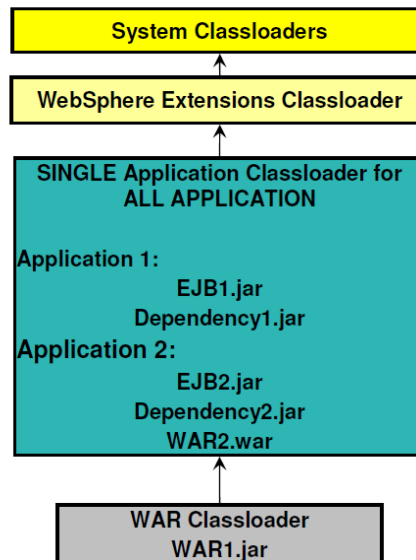 System Classloaders
WebSphere Extensions Classloader
SINGLE Application Classloader for
ALL APPLICATION
Application 1:
EJB1.jar
Dependency1.jar
Application 2:
EJB2.jar
Dependency2.jar
WAR2.war
WAR Classloader
WAR1.jar